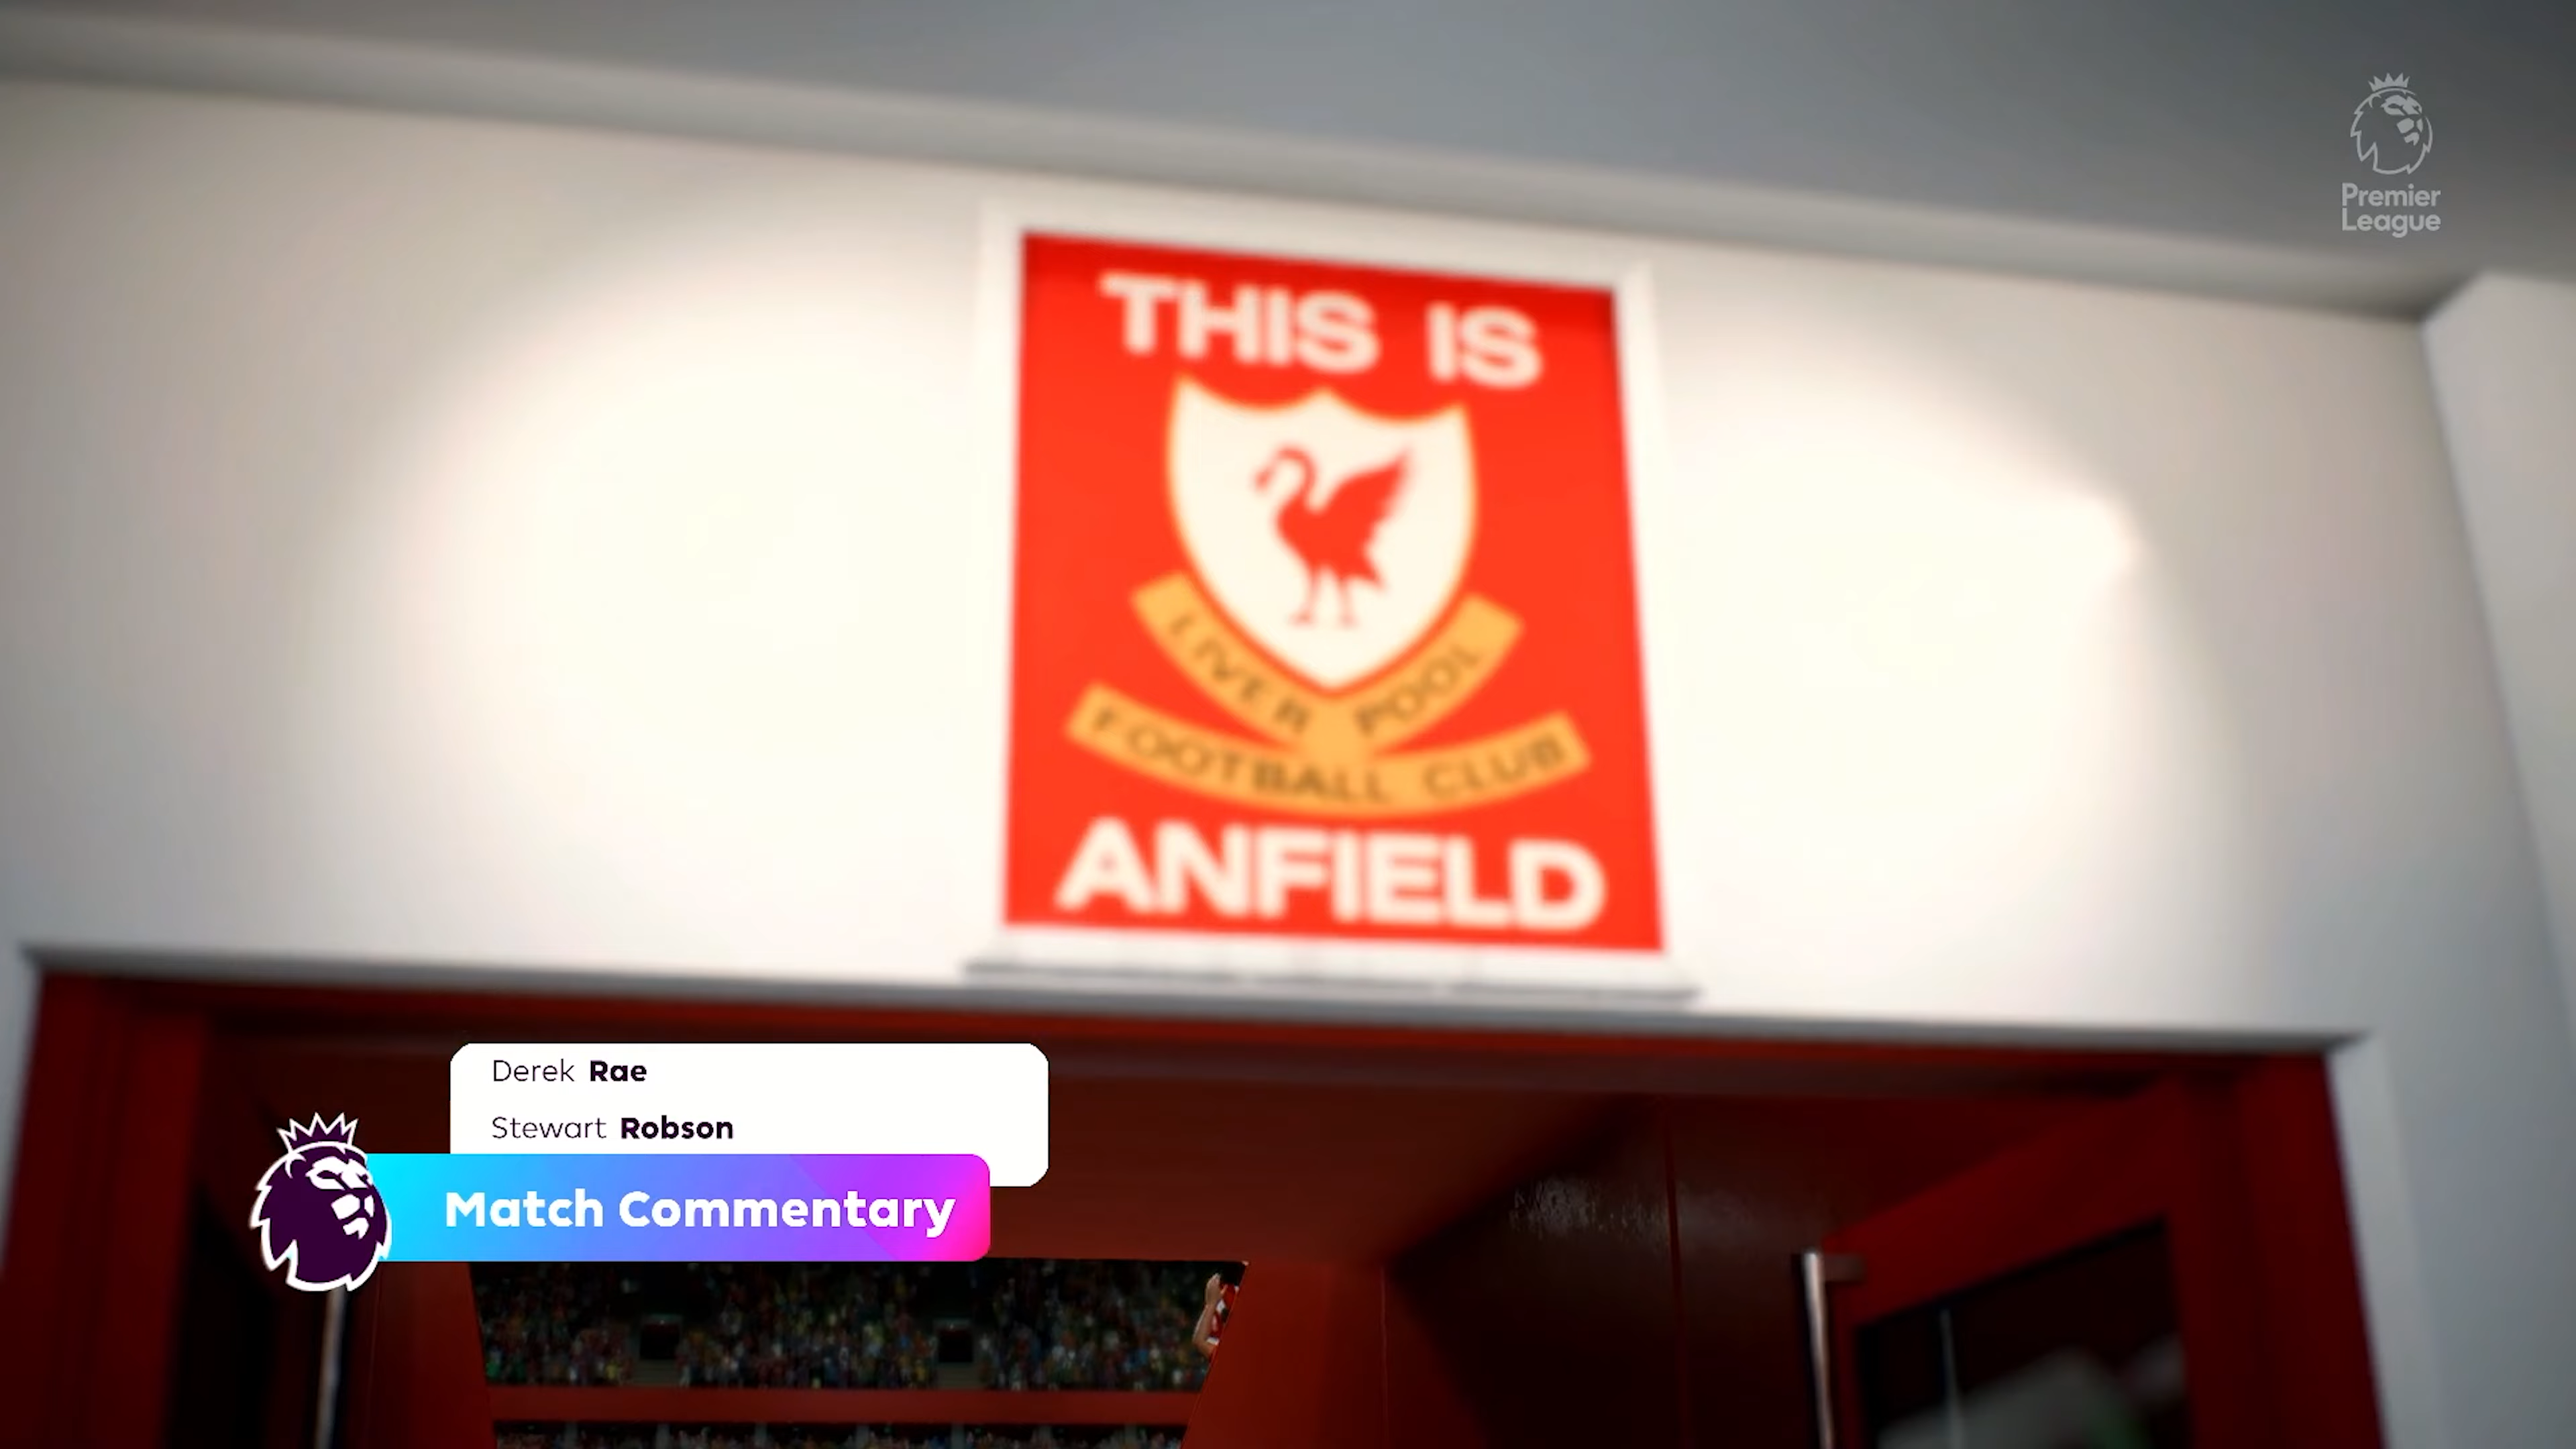 Premier
League
THIS IS
LIVER POOL
FOOTBALL CLUB
ANFIELD
Derek Rae
Stewart Robson
Match Commentary